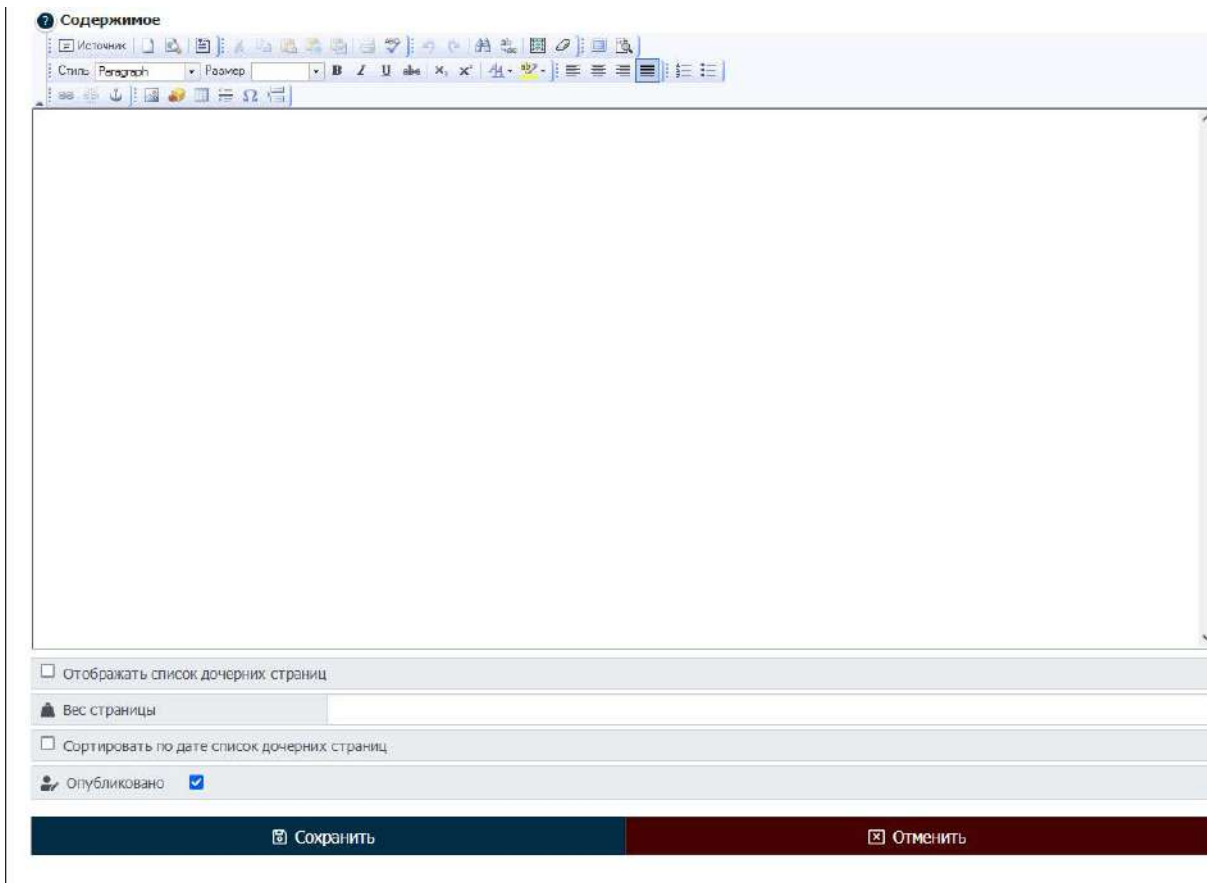 Содержимое
Источник
Стиль Paragraph Размер
Отображать список дочерних страниц
Вес страницы
Сортировать по дате список дочерних страниц
Опубликовано
Сохранить Отменить